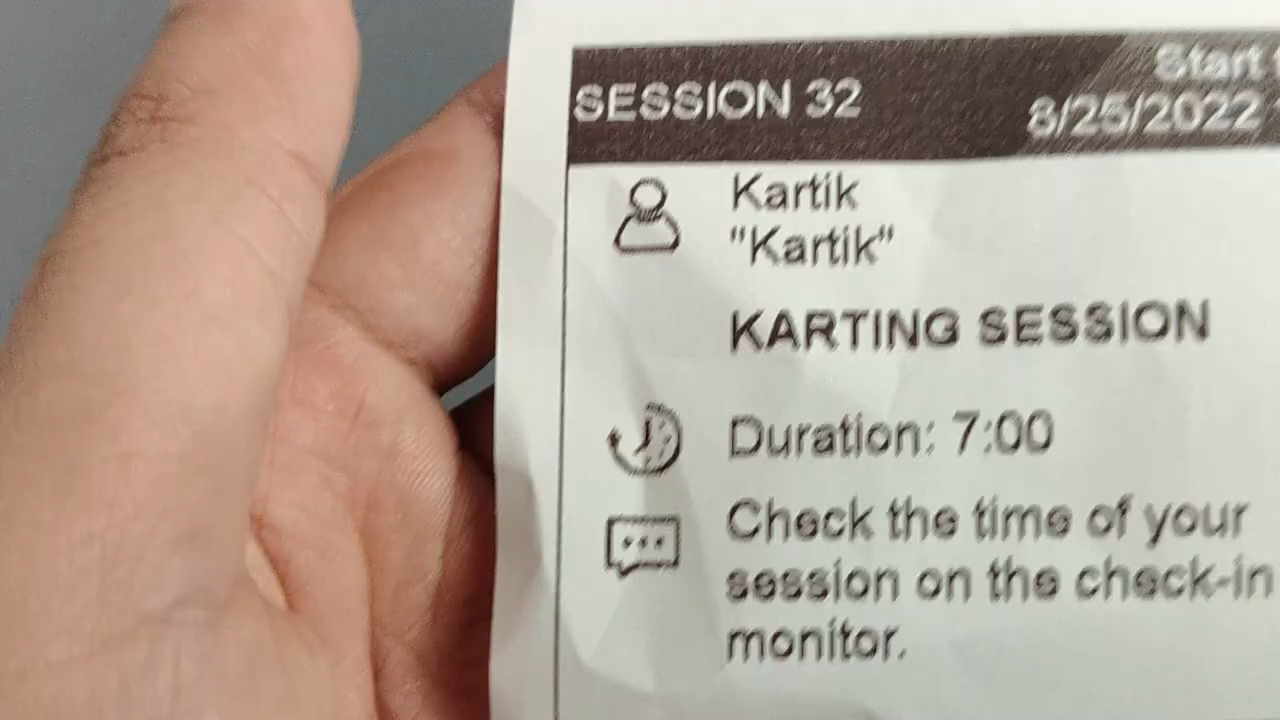 SESSION 32
Start
8/25/2022
Kartik
"Kartik"
KARTING SESSION
Duration: 7:00
Check the time of your
session on the check-in
monitor.